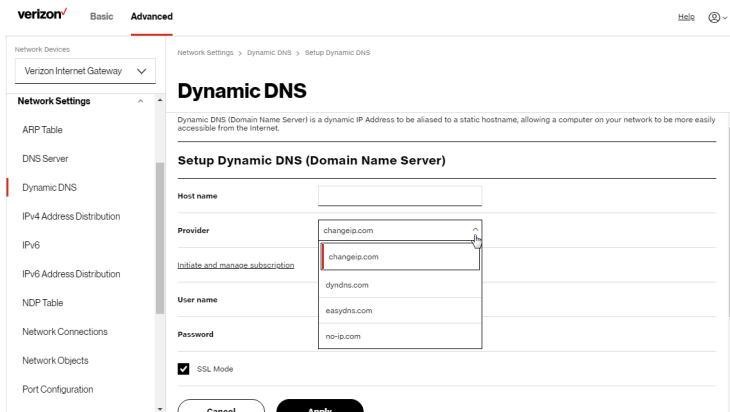 verizon✓ Basic Advanced Help
Network Devices
Verizon Internet Gateway
Network Settings
ARP Table
DNS Server
Dynamic DNS
IPv4 Address Distribution
IPv6
IPv6 Address Distribution
NDP Table
Network Connections
Network Objects
Port Configuration
Network Settings > Dynamic DNS > Setup Dynamic DNS
Dynamic DNS
Dynamic DNS (Domain Name Server) is a dynamic IP Address to be aliased to a static hostname, allowing a computer on your network to be more easily
accessible from the Internet.
Setup Dynamic DNS (Domain Name Server)
Host name
Provider changeip.com
changeip.com
Initiate and manage subscription
dyndns.com
User name
easydns.com
Password
no-ip.com
SSL Mode
Cancel Apply